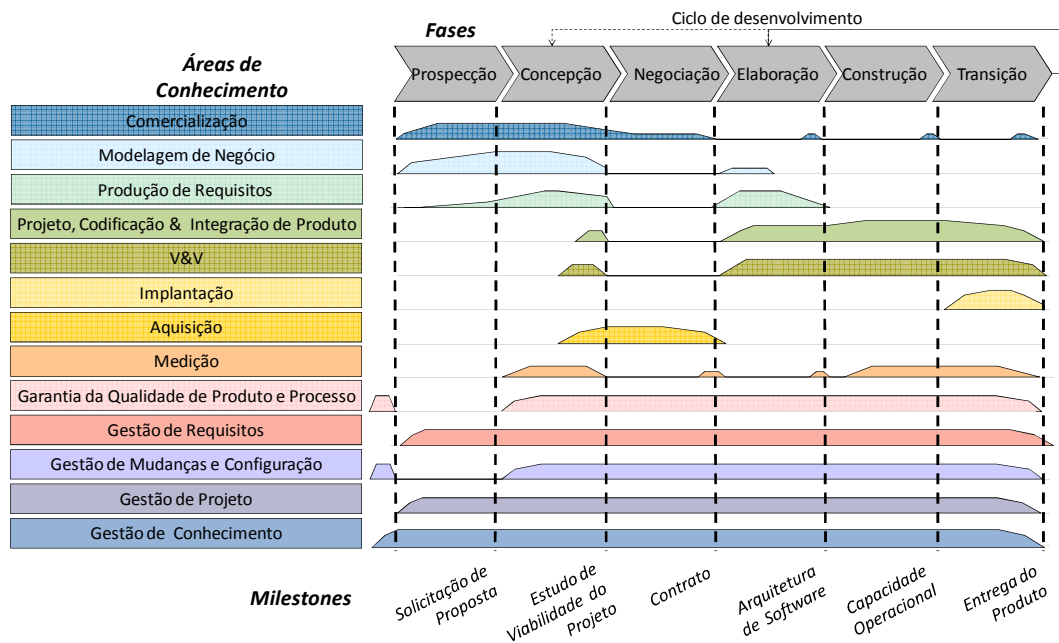 Ciclo de desenvolvimento
Fases
Áreas de
Conhecimento
Prospecção
Concepção
Negociação
Elaboração
Construção
Transição
Comercialização
Modelagem de Negócio
Produção de Requisitos
Projeto, Codificação & Integração de Produto
V&V
Implantação
Aquisição
Medição
Garantia da Qualidade de Produto e Processo
Gestão de Requisitos
Gestão de Mudanças e Configuração
Gestão de Projeto
Gestão de Conhecimento
Milestones
Solicitação de
Proposta
Estudo de
Viabilidade do
Projeto
Contrato
Arquitetura
de Software
Capacidade
Operacional
Entrega do
Produto